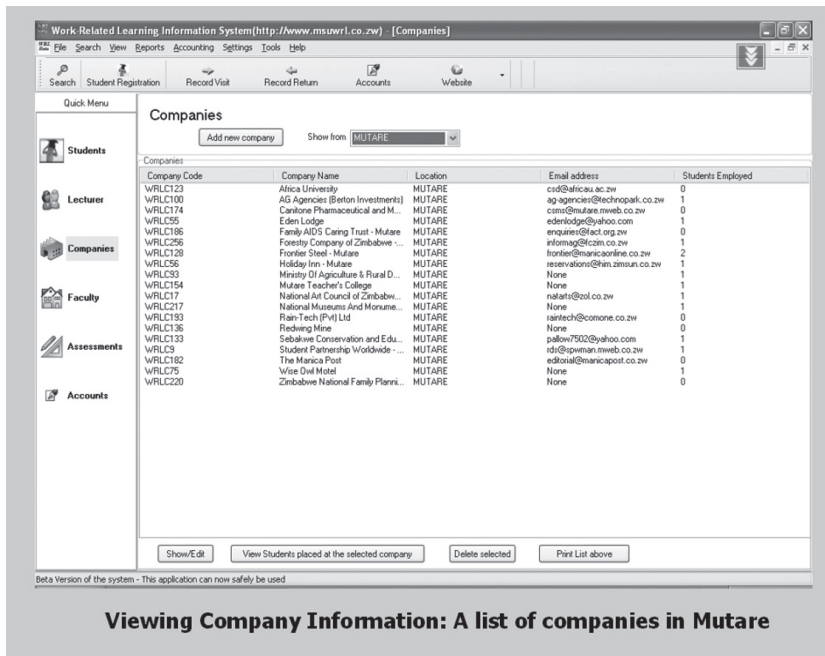 Work-Related Learning Information System(http://www.msuwrl.co.zw) - [Companies]
File Search View Reports Accounting Settings Tools Help
Search Student Registration Record Visit Record Return Accounts Website
Quick Menu
Students
Lecturer
Companies
Faculty
Assessments
Accounts
Companies
Add new company Show from MUTARE
Companies
Company Code Company Name Location Email address Students Employed
WRLC123 Africa University MUTARE csd@africau.ac.zw 0
WRLC100 AG Agencies (Berton Investments) MUTARE ag-agencies@technopark.co.zw 1
WRLC174 Canitone Pharmaceutical and M... MUTARE csms@mutare.mweb.co.zw 0
WRLC55 Eden Lodge MUTARE edenlodge@yahoo.com 1
WRLC186 Family AIDS Caring Trust - Mutare MUTARE enquiries@fact.org.zw 0
WRLC256 Forestry Company of Zimbabwe -... MUTARE informag@fczim.co.zw 1
WRLC128 Frontier Steel - Mutare MUTARE frontier@manicaonline.co.zw 2
WRLC56 Holiday Inn - Mutare MUTARE reservations@him.zimsun.co.zw 1
WRLC93 Ministry Of Agriculture & Rural D... MUTARE None 1
WRLC154 Mutare Teacher's College MUTARE None 1
WRLC17 National Art Council of Zimbabw... MUTARE natarts@zol.co.zw 1
WRLC217 National Museums And Monume... MUTARE None 1
WRLC193 Rain-Tech (Pvt) Ltd MUTARE raintech@comone.co.zw 0
WRLC136 Redwing Mine MUTARE None 0
WRLC133 Sebakwe Conservation and Edu... MUTARE pallow7502@yahoo.com 1
WRLC9 Student Partnership Worldwide - ... MUTARE rds@spwman.mweb.co.zw 1
WRLC182 The Manica Post MUTARE editorial@manicapost.co.zw 0
WRLC75 Wise Owl Motel MUTARE None 1
WRLC220 Zimbabwe National Family Planni... MUTARE None 0
Show/Edit View Students placed at the selected company Delete selected Print List above
Beta Version of the system - This application can now safely be used
Viewing Company Information: A list of companies in Mutare